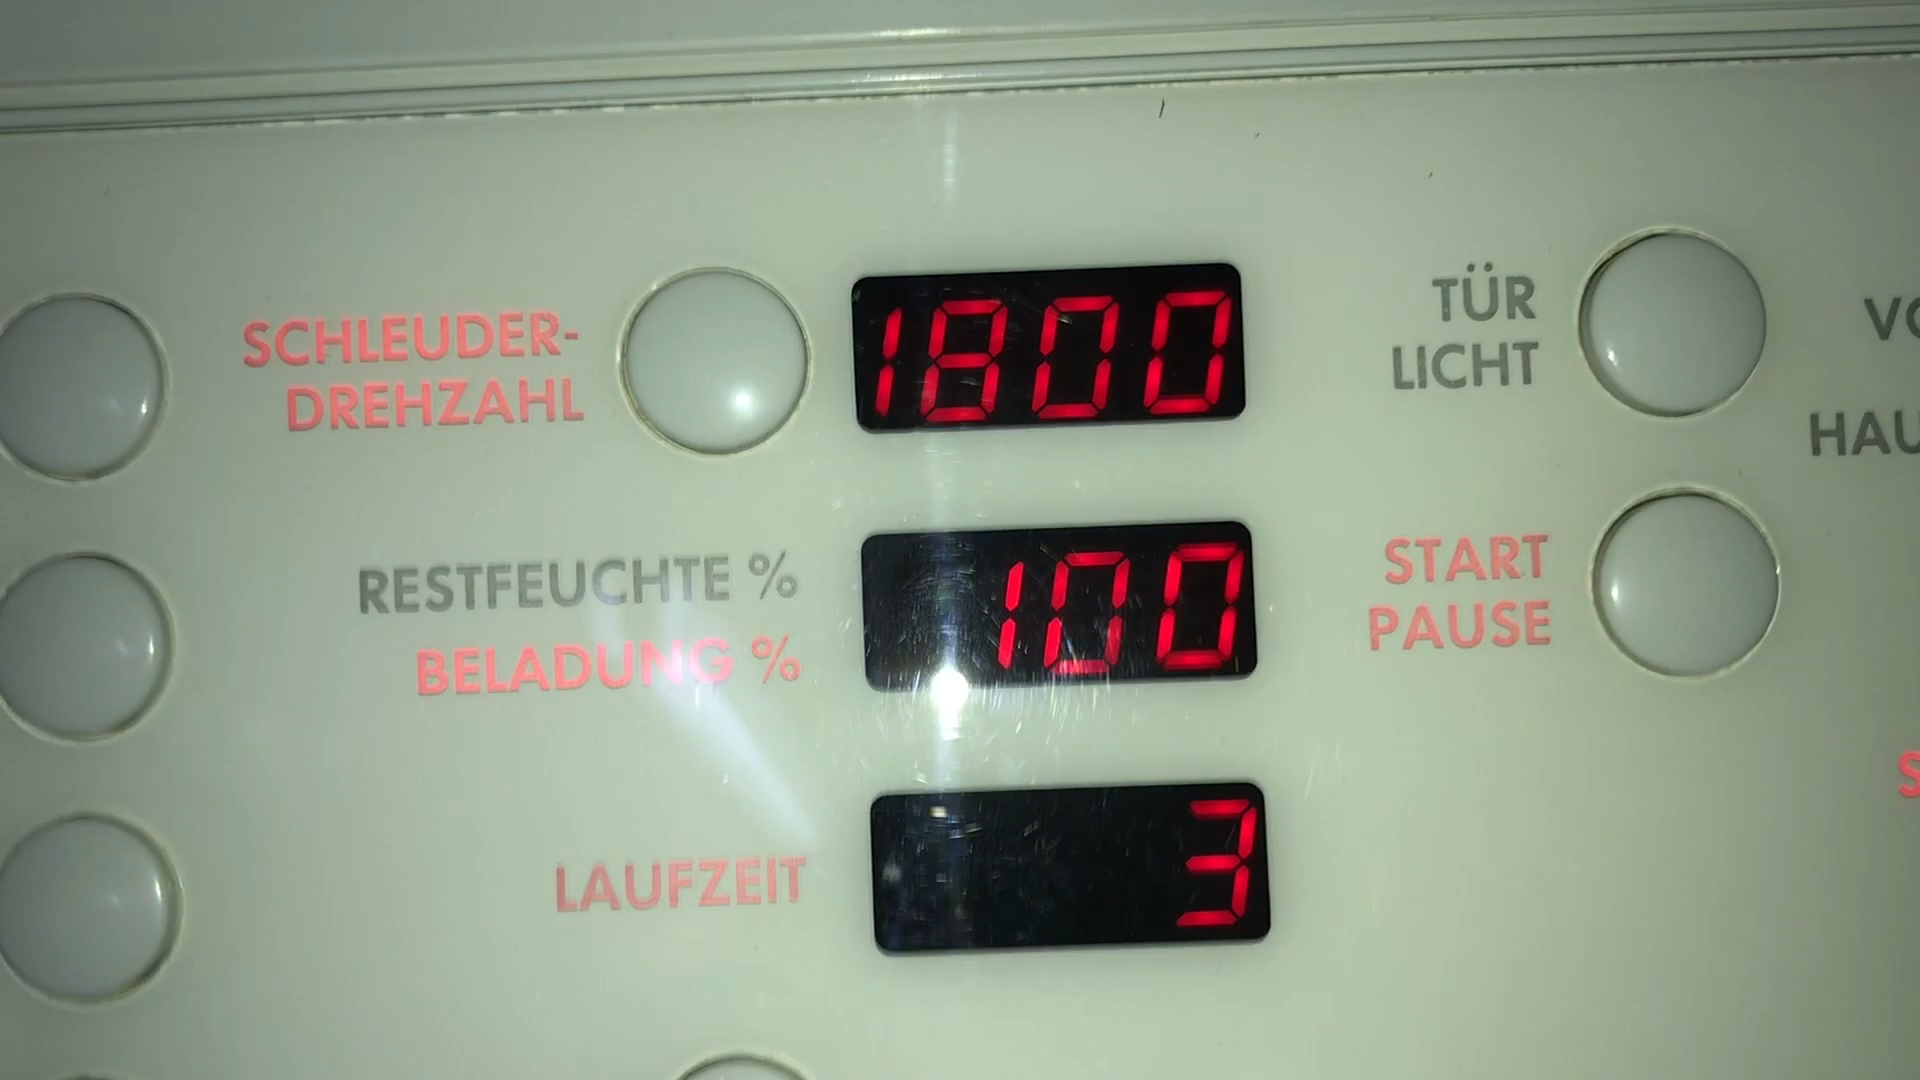 SCHLEUDER-
DREHZAHL
1800
TÜR
LICHT
RESTFEUCHTE %
BELADUNG %
100
START
PAUSE
LAUFZEIT
3